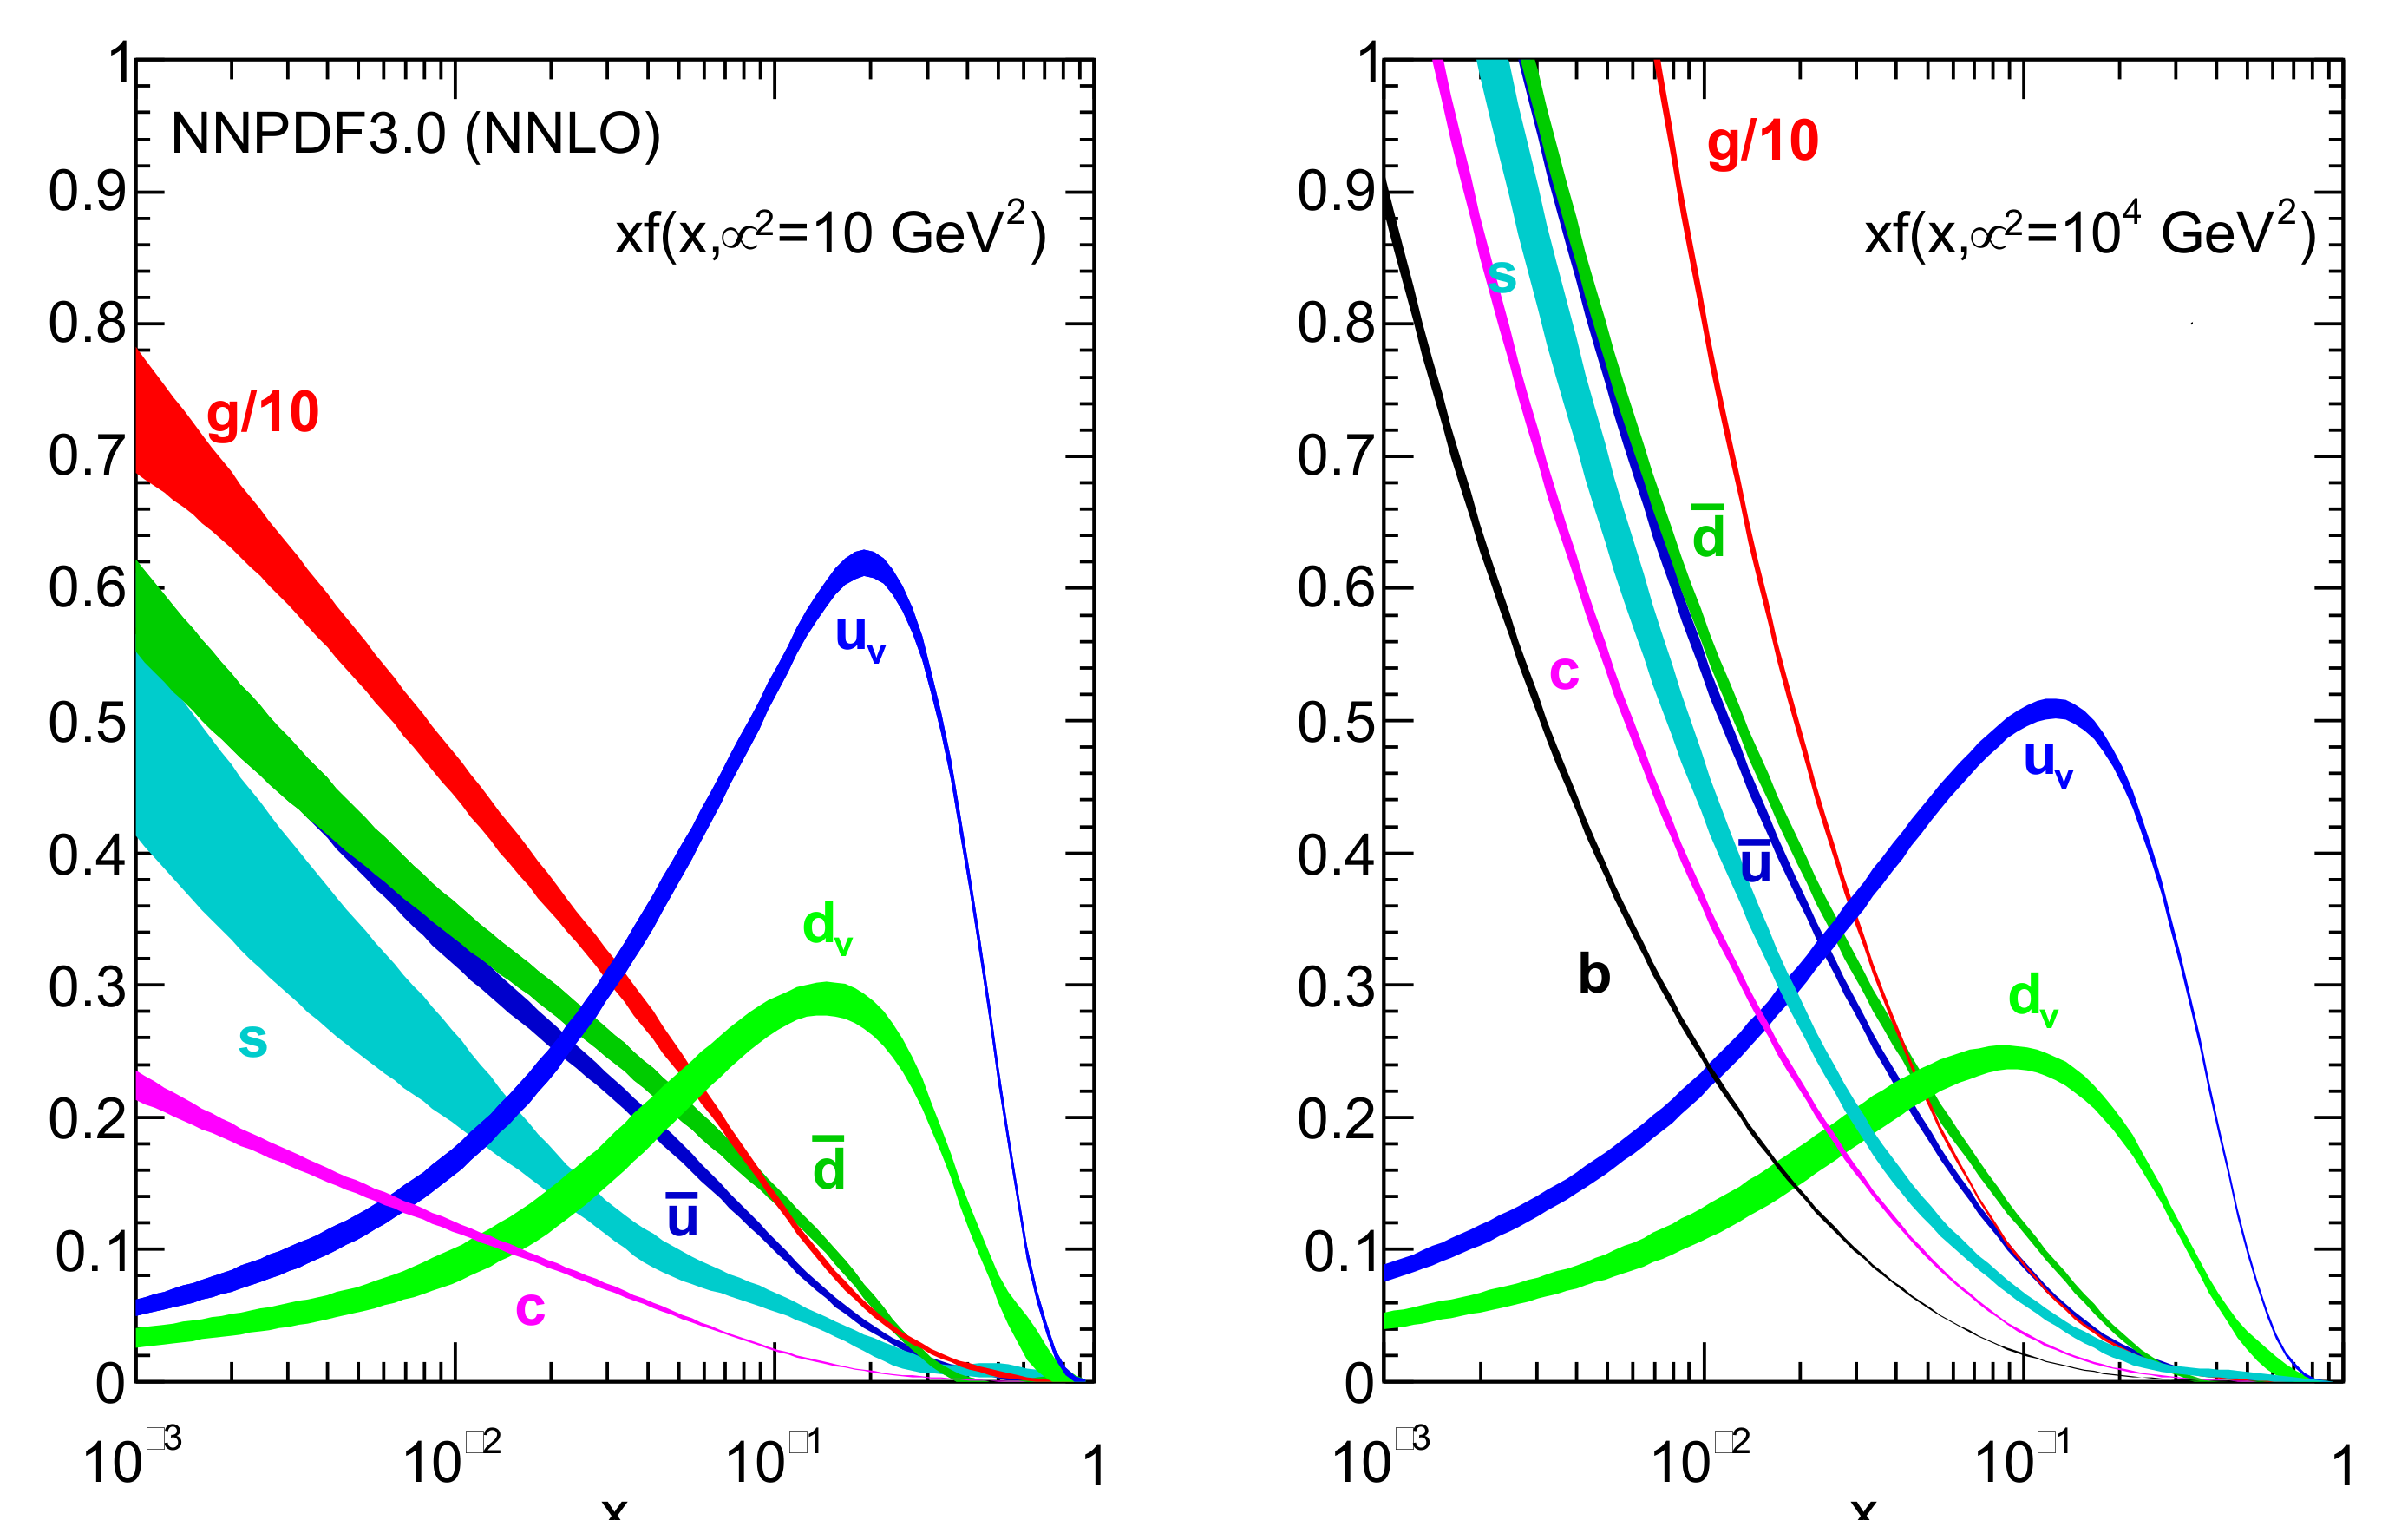 NNPDF3.0 (NNLO)
xf(x,∝²=10 GeV²)
1
0.9
0.8
0.7
0.6
0.5
0.4
0.3
0.2
0.1
0
g/10
s
c
u̅
d̅
u_v
d_v
10□3
10□2
10□1
1
x
xf(x,∝²=10⁴ GeV²)
1
0.9
0.8
0.7
0.6
0.5
0.4
0.3
0.2
0.1
0
g/10
s
d̅
c
u̅
b
u_v
d_v
10□3
10□2
10□1
1
x